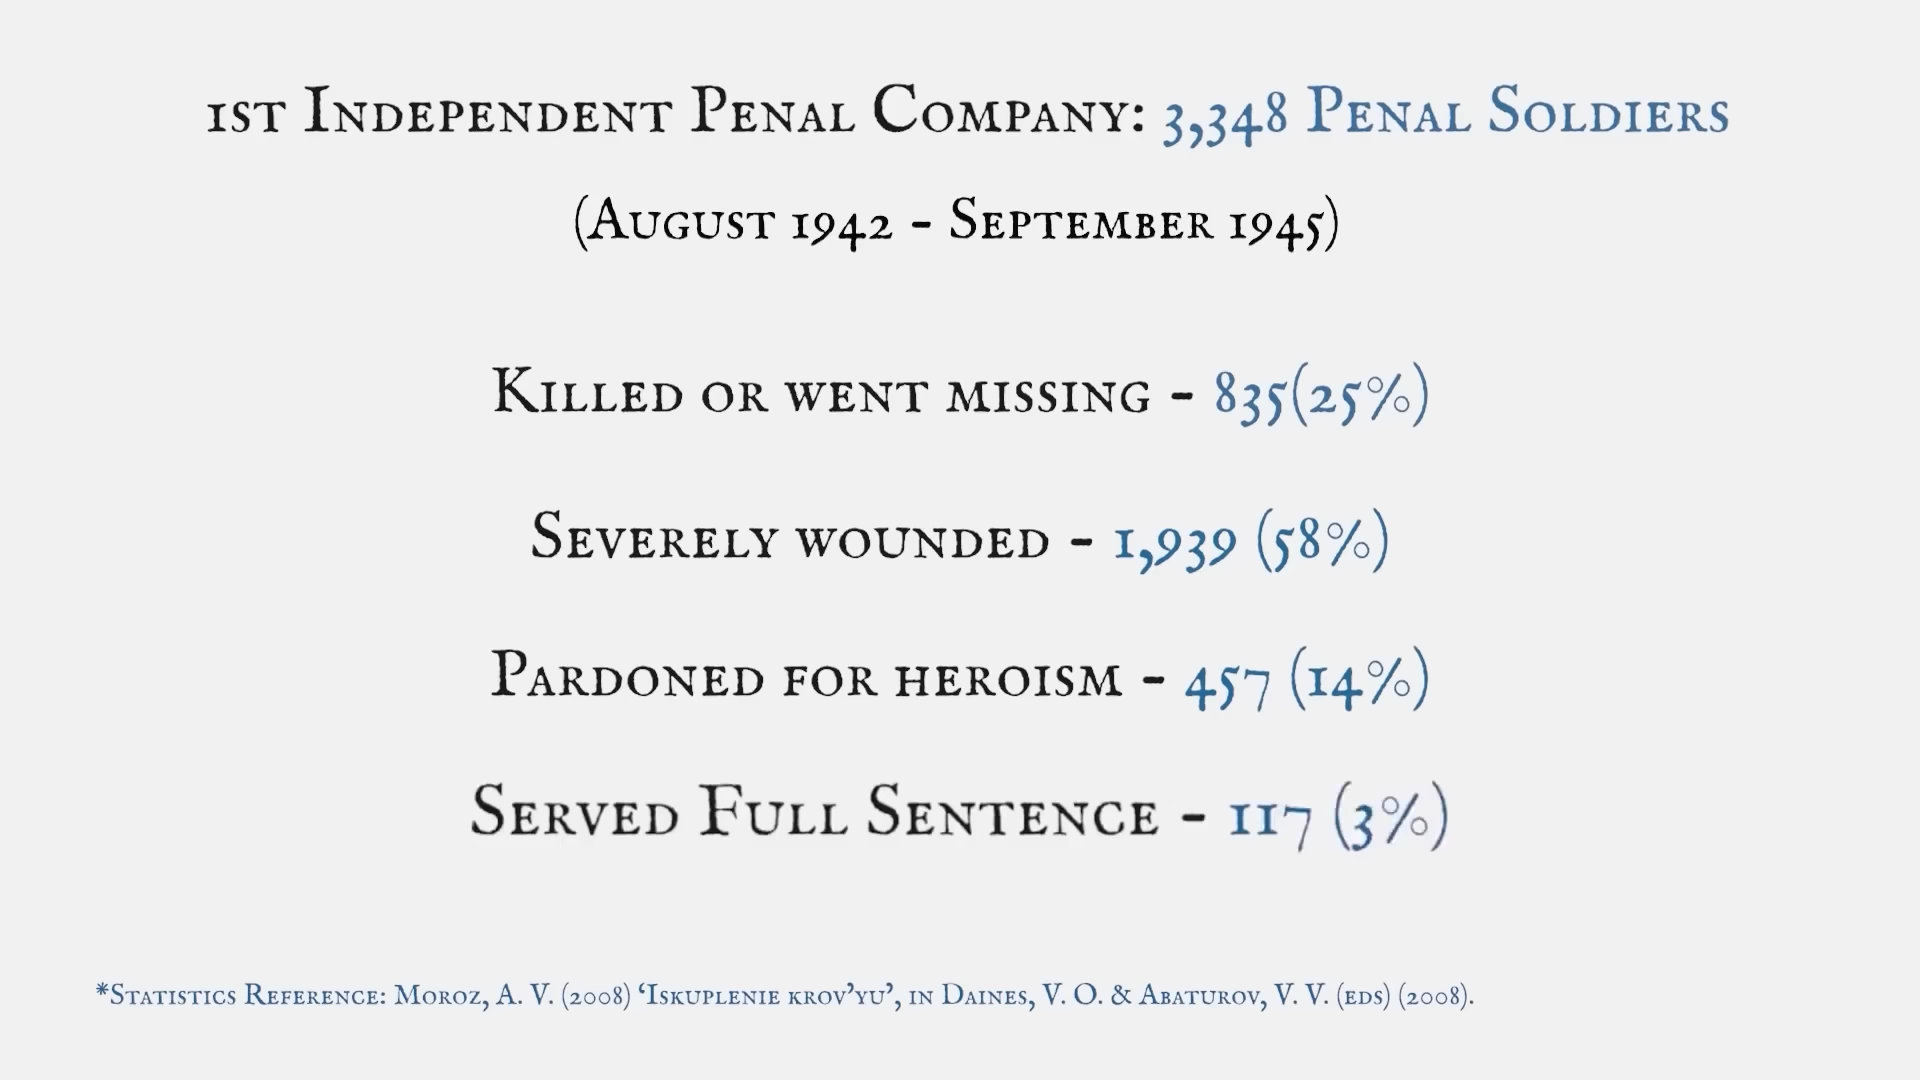 1st Independent Penal Company: 3,348 Penal Soldiers
(August 1942 - September 1945)
Killed or went missing - 835(25%)
Severely wounded - 1,939 (58%)
Pardoned for heroism - 457 (14%)
Served Full Sentence - 117 (3%)
*Statistics Reference: Moroz, A. V. (2008) ‘Iskuplenie krov’yu’, in Daines, V. O. & Abaturov, V. V. (eds) (2008).